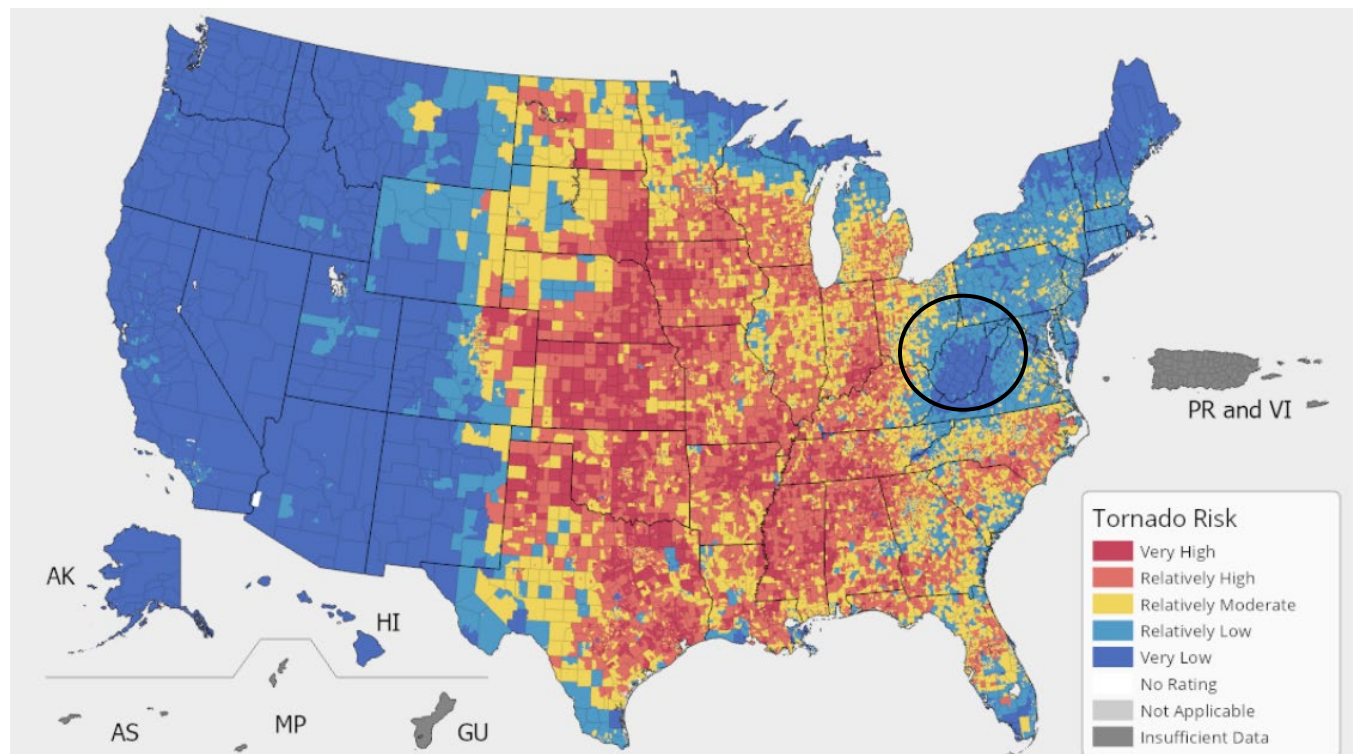 AK
HI
AS
MP
GU
PR and VI
Tornado Risk
Very High
Relatively High
Relatively Moderate
Relatively Low
Very Low
No Rating
Not Applicable
Insufficient Data